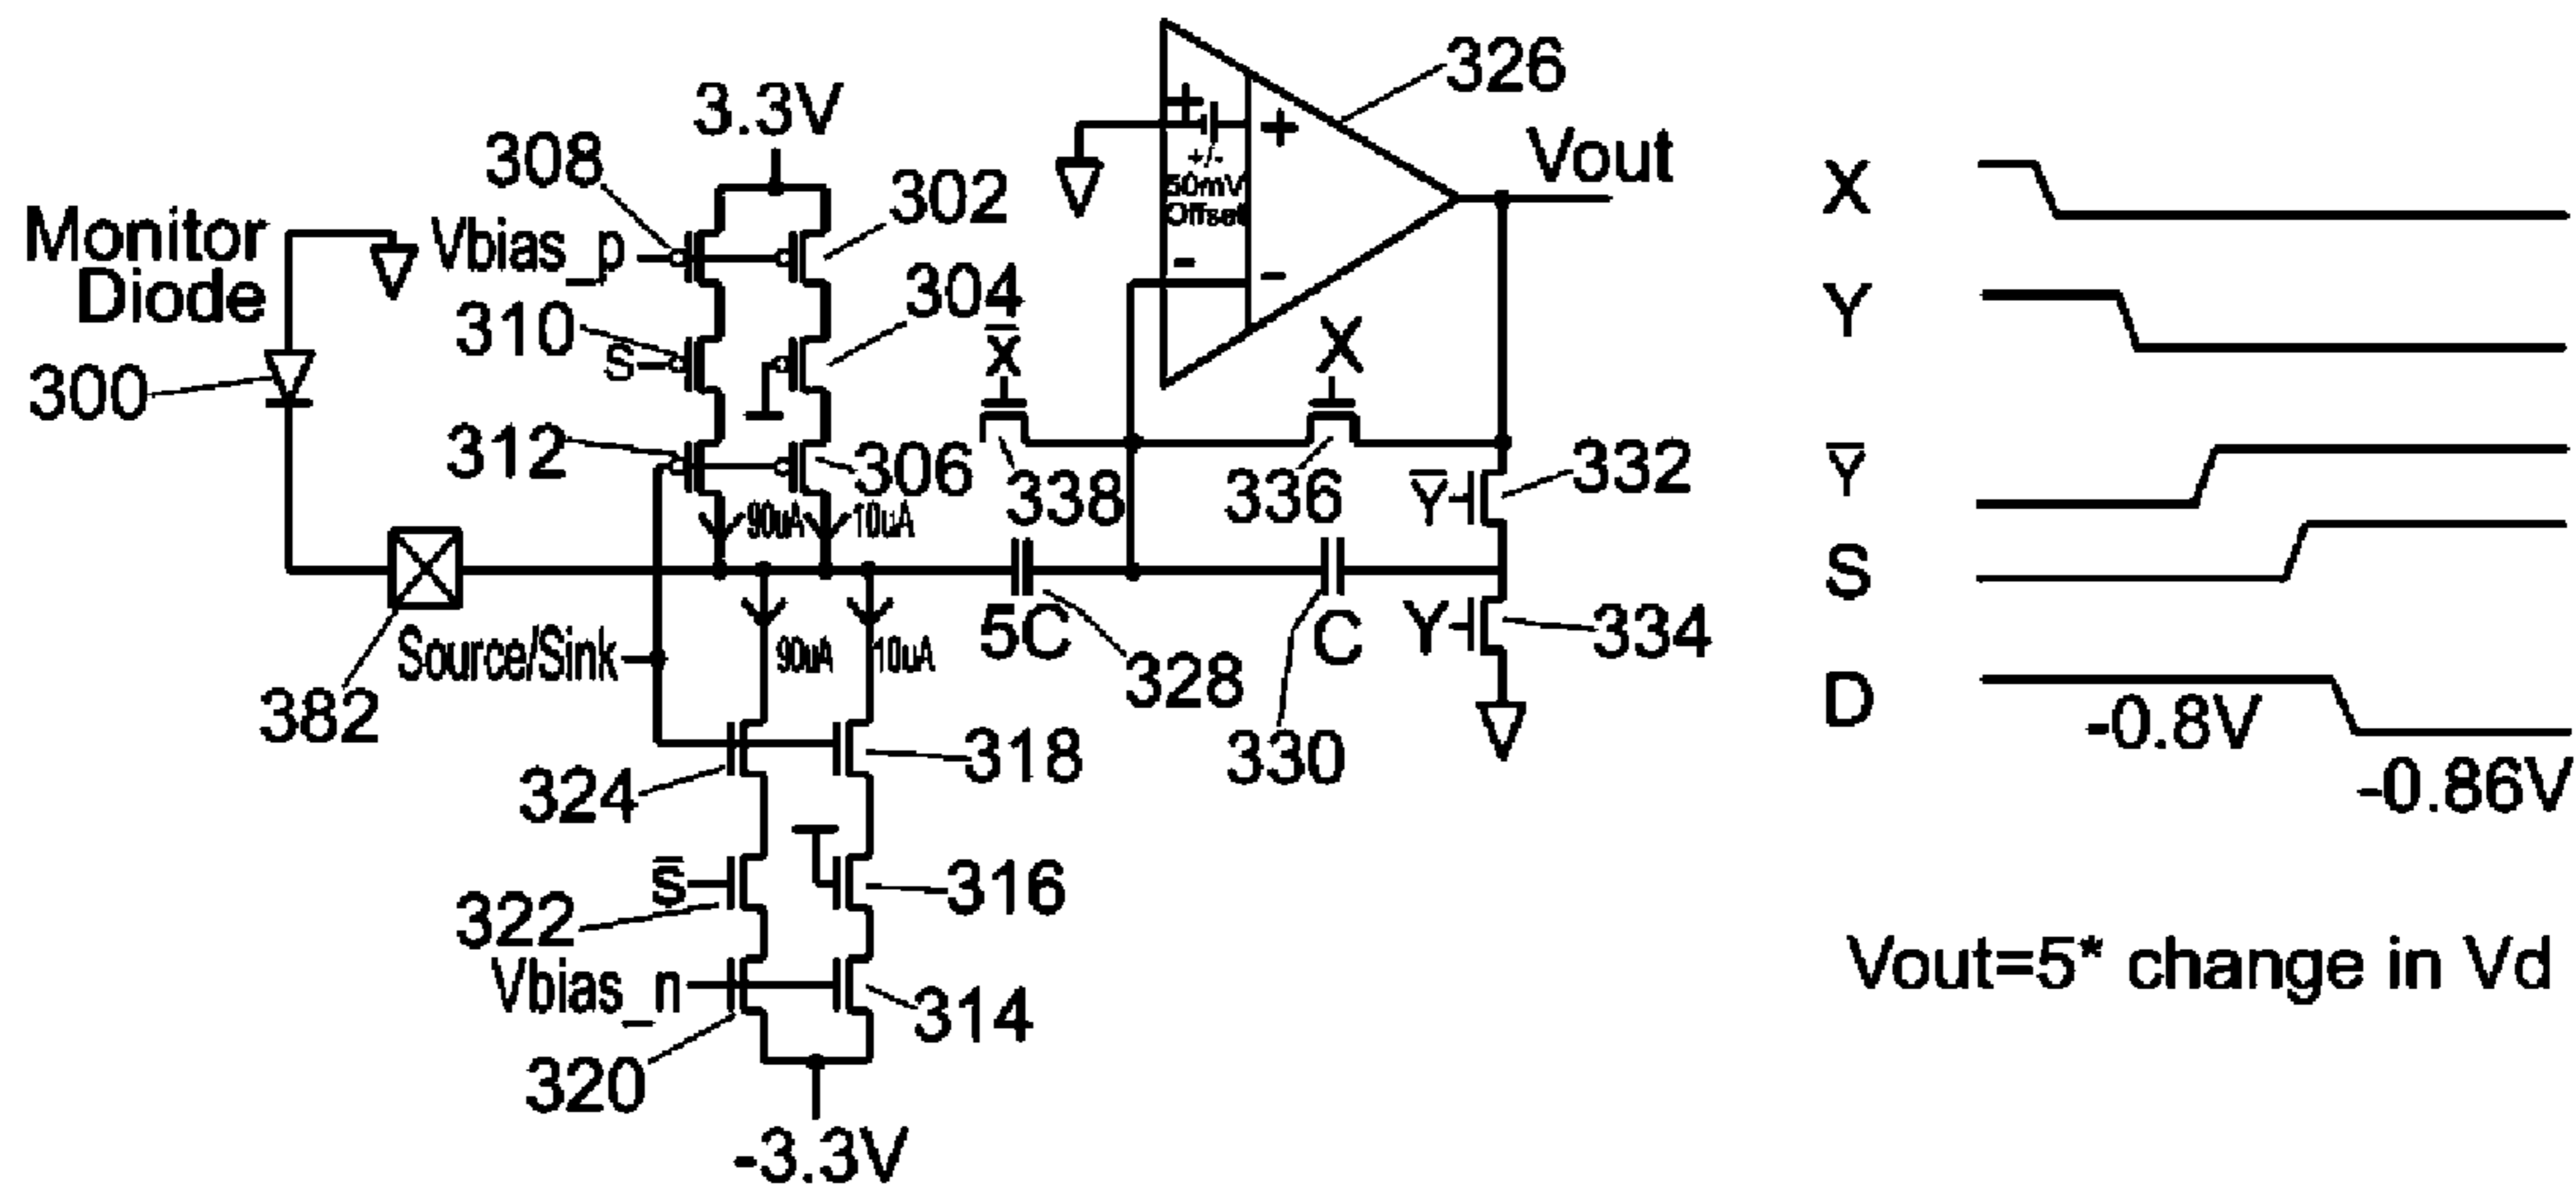 326
3.3V
Vout
308
302
X
Monitor
Diode
Vbias_p
+
+
+/-
50mV
Offset
-
-
304
310
S
X̅
X
Y
300
312
306
338
336
Y̅
332
Y̅
90uA
10uA
S
Source/Sink
90uA
10uA
5C
C
Y
334
382
328
330
D
-0.8V
-0.86V
324
318
S̅
316
322
Vbias_n
314
320
-3.3V
Vout=5* change in Vd